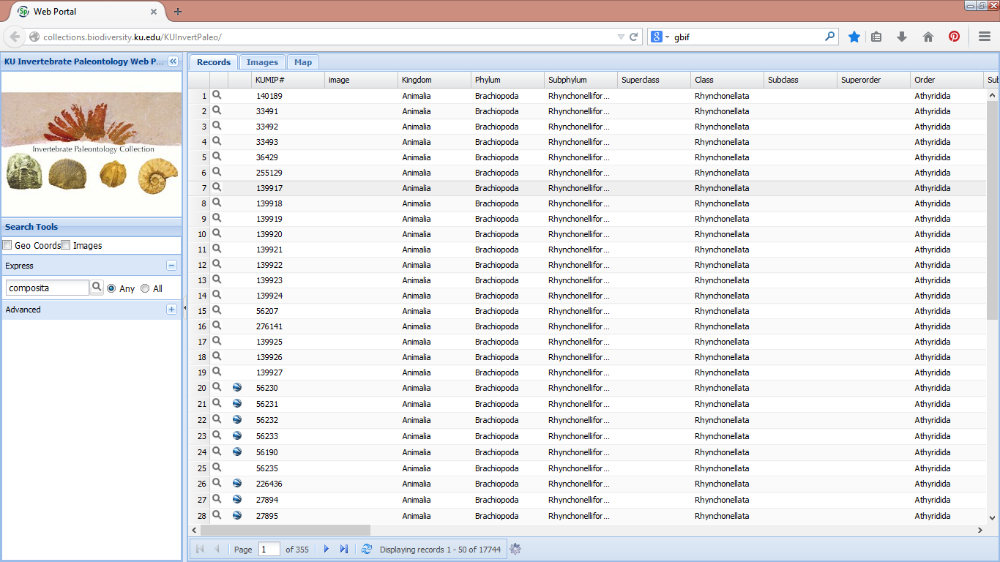 Web Portal
collections.biodiversity.ku.edu/KUInvertPaleo/
gbif
KU Invertebrate Paleontology Web P...
Invertebrate Paleontology Collection
Search Tools
Geo Coords Images
Express
composita Any All
Advanced
Records Images Map
KUMIP# image Kingdom Phylum Subphylum Superclass Class Subclass Superorder Order Sub
1 140189 Animalia Brachiopoda Rhynchonellifor... Rhynchonellata Athyridida
2 33491 Animalia Brachiopoda Rhynchonellifor... Rhynchonellata Athyridida
3 33492 Animalia Brachiopoda Rhynchonellifor... Rhynchonellata Athyridida
4 33493 Animalia Brachiopoda Rhynchonellifor... Rhynchonellata Athyridida
5 36429 Animalia Brachiopoda Rhynchonellifor... Rhynchonellata Athyridida
6 255129 Animalia Brachiopoda Rhynchonellifor... Rhynchonellata Athyridida
7 139917 Animalia Brachiopoda Rhynchonellifor... Rhynchonellata Athyridida
8 139918 Animalia Brachiopoda Rhynchonellifor... Rhynchonellata Athyridida
9 139919 Animalia Brachiopoda Rhynchonellifor... Rhynchonellata Athyridida
10 139920 Animalia Brachiopoda Rhynchonellifor... Rhynchonellata Athyridida
11 139921 Animalia Brachiopoda Rhynchonellifor... Rhynchonellata Athyridida
12 139922 Animalia Brachiopoda Rhynchonellifor... Rhynchonellata Athyridida
13 139923 Animalia Brachiopoda Rhynchonellifor... Rhynchonellata Athyridida
14 139924 Animalia Brachiopoda Rhynchonellifor... Rhynchonellata Athyridida
15 56207 Animalia Brachiopoda Rhynchonellifor... Rhynchonellata Athyridida
16 276141 Animalia Brachiopoda Rhynchonellifor... Rhynchonellata Athyridida
17 139925 Animalia Brachiopoda Rhynchonellifor... Rhynchonellata Athyridida
18 139926 Animalia Brachiopoda Rhynchonellifor... Rhynchonellata Athyridida
19 139927 Animalia Brachiopoda Rhynchonellifor... Rhynchonellata Athyridida
20 56230 Animalia Brachiopoda Rhynchonellifor... Rhynchonellata Athyridida
21 56231 Animalia Brachiopoda Rhynchonellifor... Rhynchonellata Athyridida
22 56232 Animalia Brachiopoda Rhynchonellifor... Rhynchonellata Athyridida
23 56233 Animalia Brachiopoda Rhynchonellifor... Rhynchonellata Athyridida
24 56190 Animalia Brachiopoda Rhynchonellifor... Rhynchonellata Athyridida
25 56235 Animalia Brachiopoda Rhynchonellifor... Rhynchonellata Athyridida
26 226436 Animalia Brachiopoda Rhynchonellifor... Rhynchonellata Athyridida
27 27894 Animalia Brachiopoda Rhynchonellifor... Rhynchonellata Athyridida
28 27895 Animalia Brachiopoda Rhynchonellifor... Rhynchonellata Athyridida
Page 1 of 355 Displaying records 1 - 50 of 17744